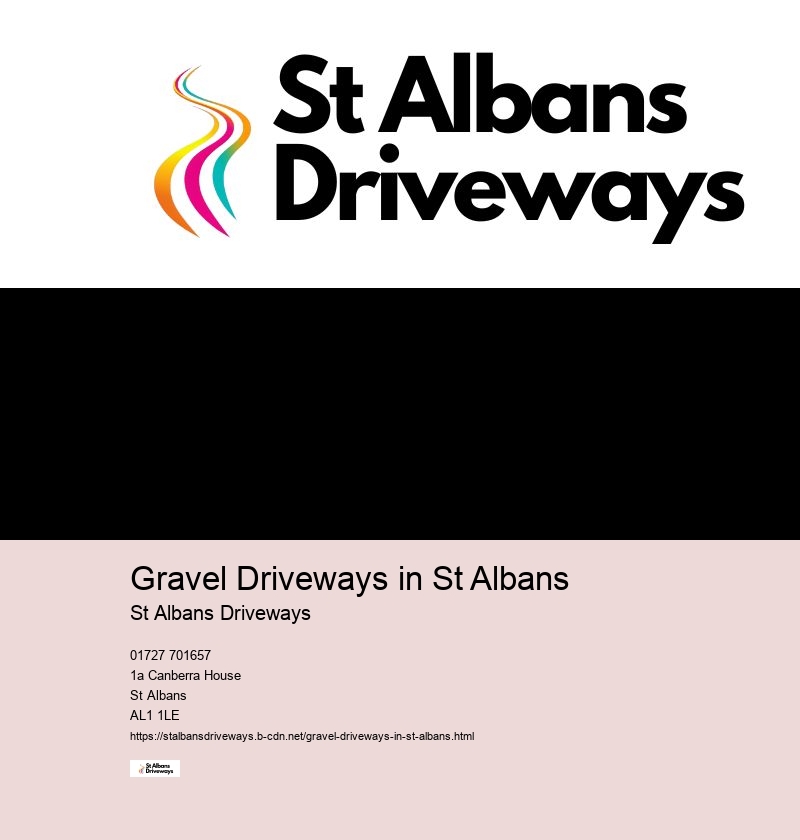 St Albans
Driveways
Gravel Driveways in St Albans
St Albans Driveways
01727 701657
1a Canberra House
St Albans
AL1 1LE
https://stalbansdriveways.b-cdn.net/gravel-driveways-in-st-albans.html
St Albans
Driveways